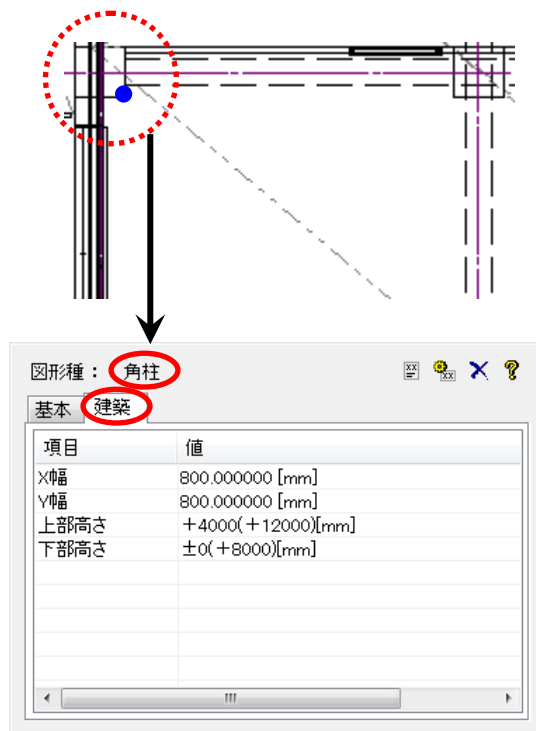 図形種： 角柱
基本 建築
項目 値
X幅 800.000000 [mm]
Y幅 800.000000 [mm]
上部高さ ＋4000(＋12000)[mm]
下部高さ ±0(＋8000)[mm]